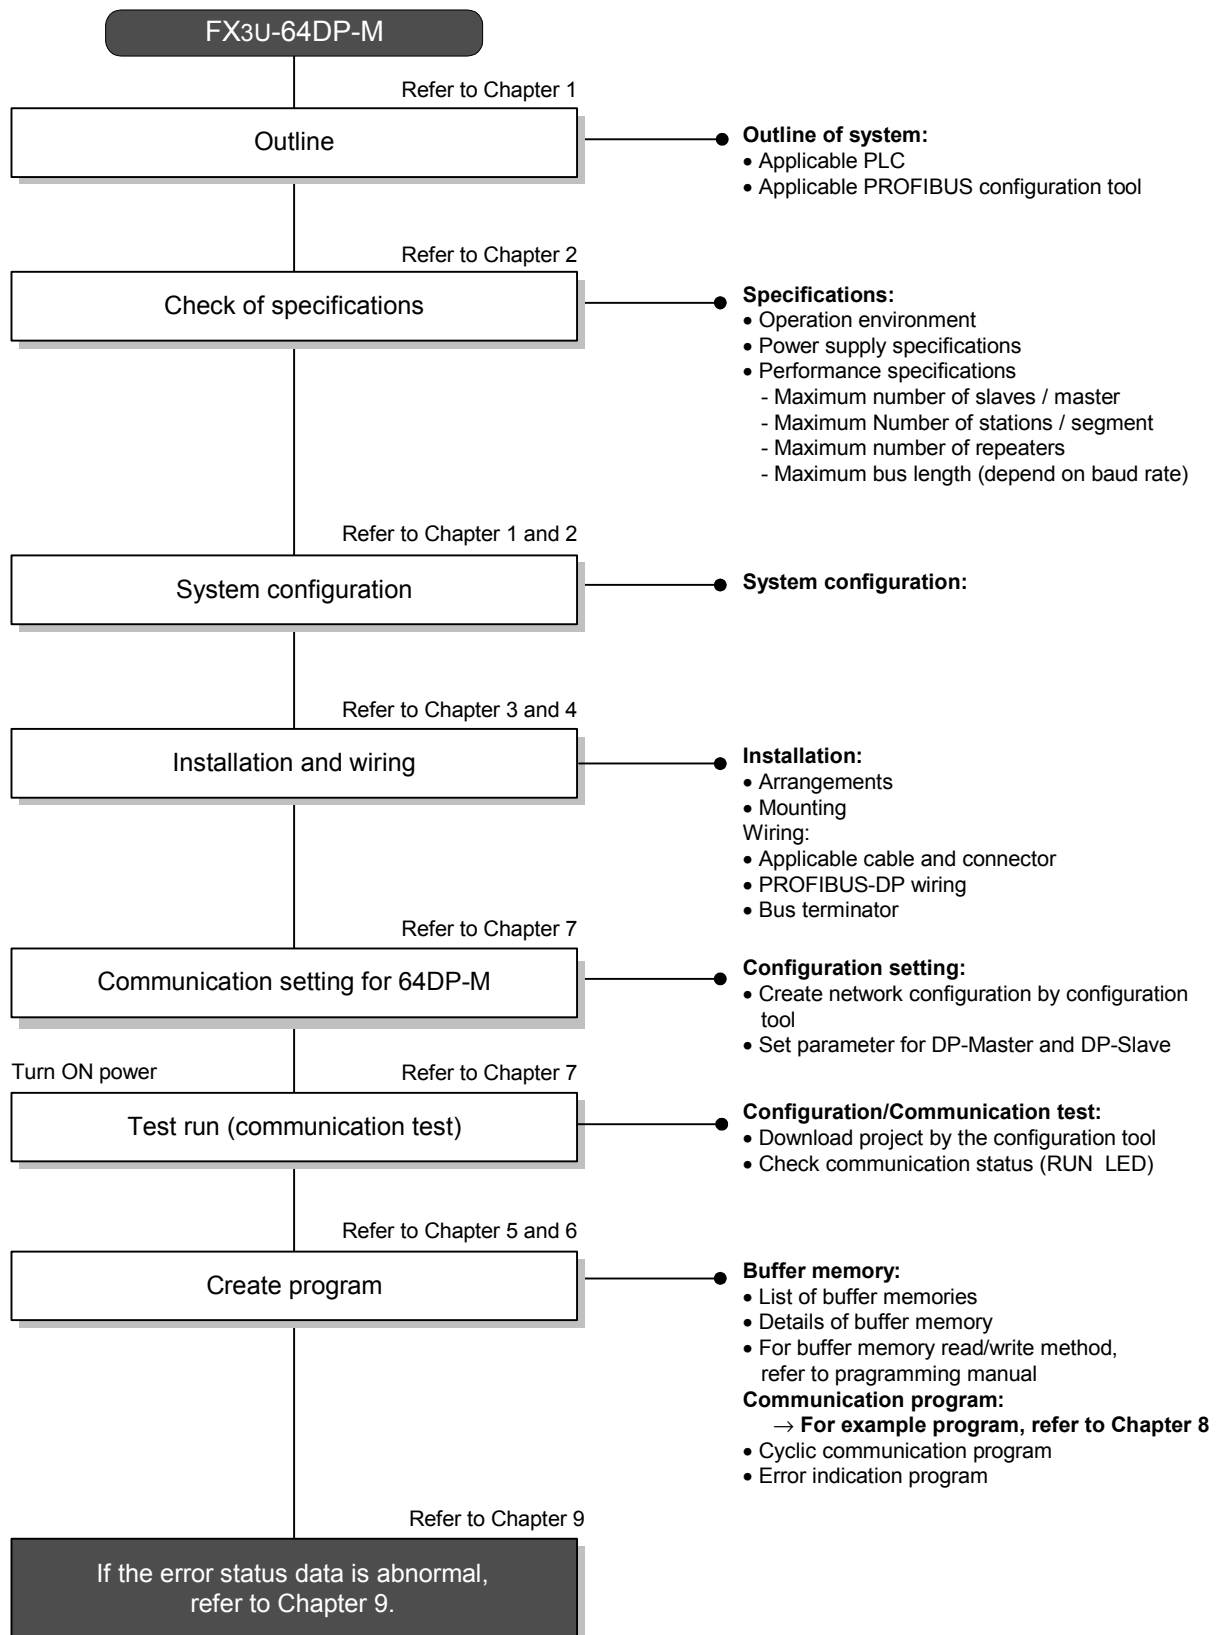 FX3U-64DP-M
Refer to Chapter 1
Outline
Outline of system:
• Applicable PLC
• Applicable PROFIBUS configuration tool
Refer to Chapter 2
Check of specifications
Specifications:
• Operation environment
• Power supply specifications
• Performance specifications
- Maximum number of slaves / master
- Maximum Number of stations / segment
- Maximum number of repeaters
- Maximum bus length (depend on baud rate)
Refer to Chapter 1 and 2
System configuration
System configuration:
Refer to Chapter 3 and 4
Installation and wiring
Installation:
• Arrangements
• Mounting
Wiring:
• Applicable cable and connector
• PROFIBUS-DP wiring
• Bus terminator
Refer to Chapter 7
Communication setting for 64DP-M
Configuration setting:
• Create network configuration by configuration
tool
• Set parameter for DP-Master and DP-Slave
Turn ON power
Refer to Chapter 7
Test run (communication test)
Configuration/Communication test:
• Download project by the configuration tool
• Check communication status (RUN LED)
Refer to Chapter 5 and 6
Create program
Buffer memory:
• List of buffer memories
• Details of buffer memory
• For buffer memory read/write method,
refer to pragramming manual
Communication program:
→ For example program, refer to Chapter 8
• Cyclic communication program
• Error indication program
Refer to Chapter 9
If the error status data is abnormal,
refer to Chapter 9.